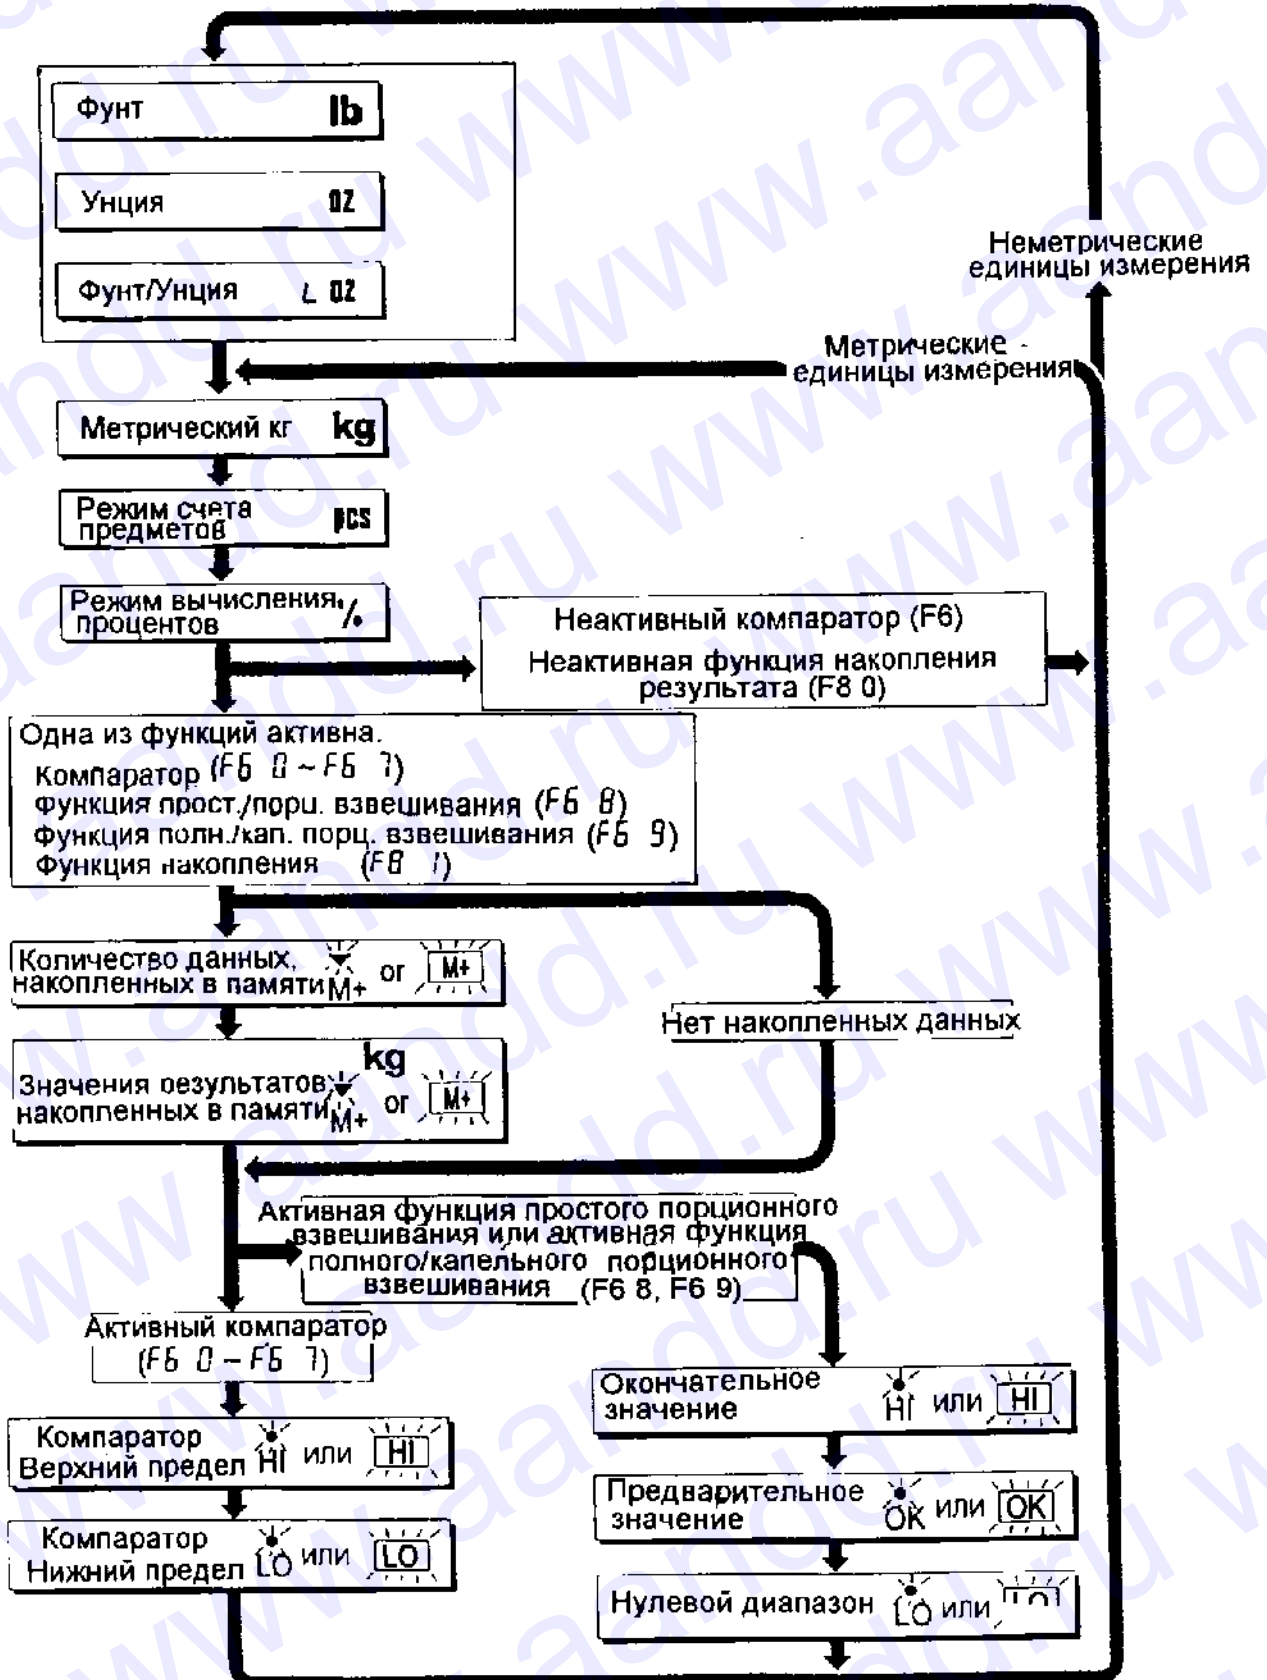 Фунт lb
Унция OZ
Фунт/Унция L OZ
Неметрические
единицы измерения
Метрические
единицы измерения
Метрический кг kg
Режим счета
предметов pcs
Режим вычисления
процентов %
Неактивный компаратор (F6)
Неактивная функция накопления
результата (F8 0)
Одна из функций активна.
Компаратор (F6 0 ~ F6 7)
Функция прост./порц. взвешивания (F6 8)
Функция полн./кап. порц. взвешивания (F6 9)
Функция накопления (F8 1)
Количество данных,
накопленных в памяти M+ or M+
Нет накопленных данных
kg
Значения результатов,
накопленных в памяти M+ or M+
Активная функция простого порционного
взвешивания или активная функция
полного/капельного порционного
взвешивания (F6 8, F6 9)
Активный компаратор
(F6 0 – F6 7)
Окончательное
значение HI или HI
Компаратор
Верхний предел HI или HI
Предварительное
значение OK или OK
Компаратор
Нижний предел LO или LO
Нулевой диапазон LO или LO
www.aandd.ru